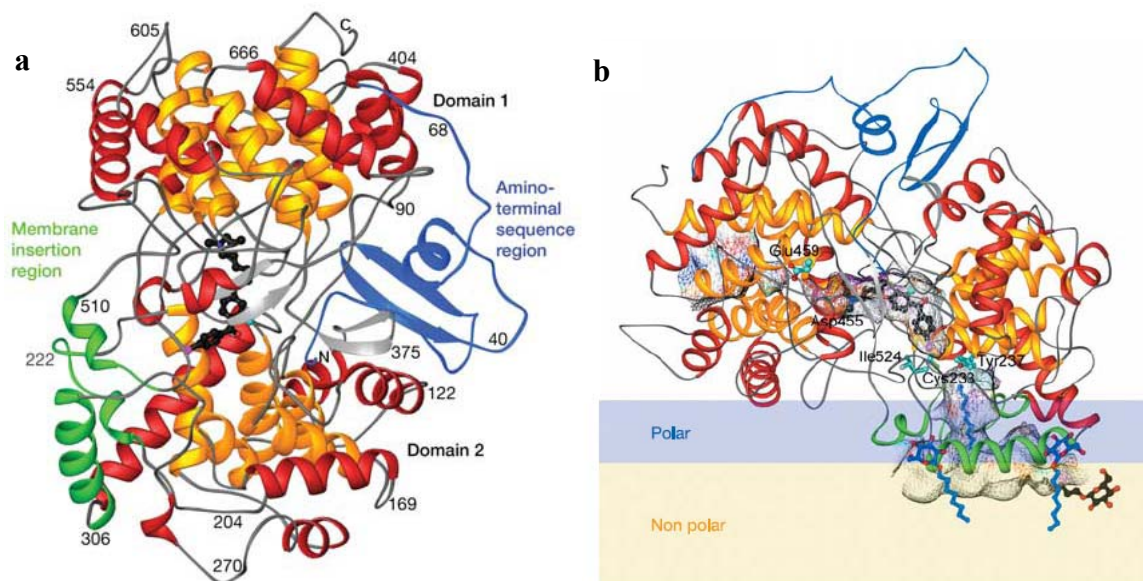 a
605
C
666
404
554
Domain 1
68
Amino-
terminal
sequence
region
90
Membrane
insertion
region
510
222
40
N
375
122
Domain 2
169
204
306
270
b
Glu459
Asp455
Ile524
Tyr237
Cys233
Polar
Non polar